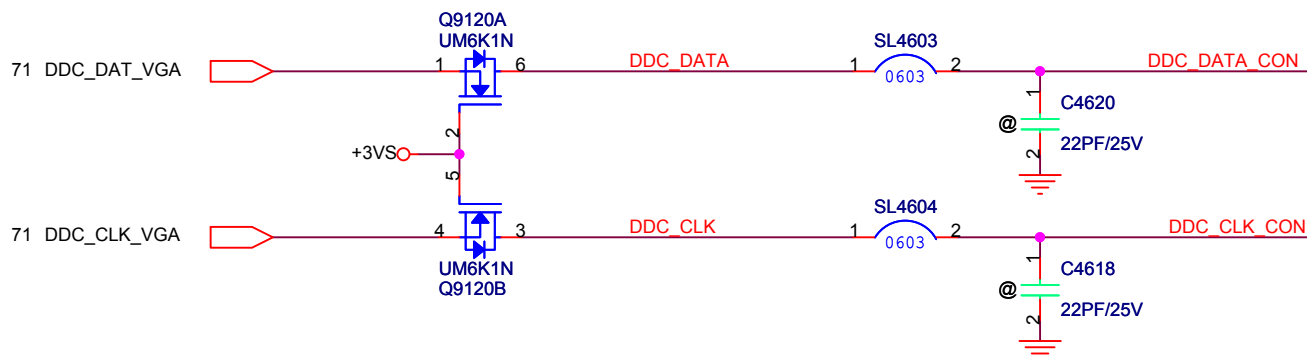 Q9120A
UM6K1N
71 DDC_DAT_VGA
1
6
DDC_DATA
SL4603
1
2
0603
DDC_DATA_CON
2
+3VS
5
1
C4620
@
22PF/25V
2
71 DDC_CLK_VGA
4
3
DDC_CLK
UM6K1N
Q9120B
SL4604
1
2
0603
DDC_CLK_CON
1
C4618
@
22PF/25V
2